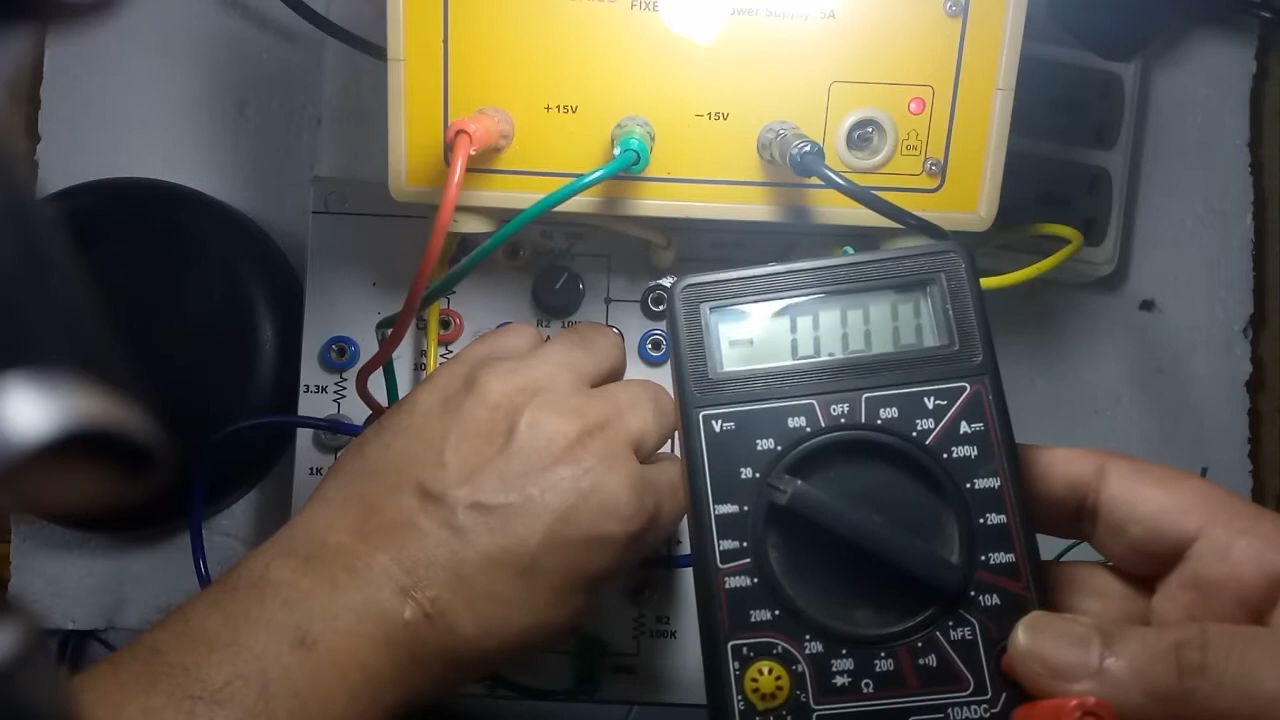 FIXE
ower Supply 5A
+15V
−15V
ON
R2 10
3.3K
1K
R2
100K
- 0.00
OFF
V⎓
600
200
20
2000m
200m
2000k
200k
20k
2000
200
Ω
hFE
10A
200m
20m
2000µ
200µ
A⎓
V~
600
200
10ADC